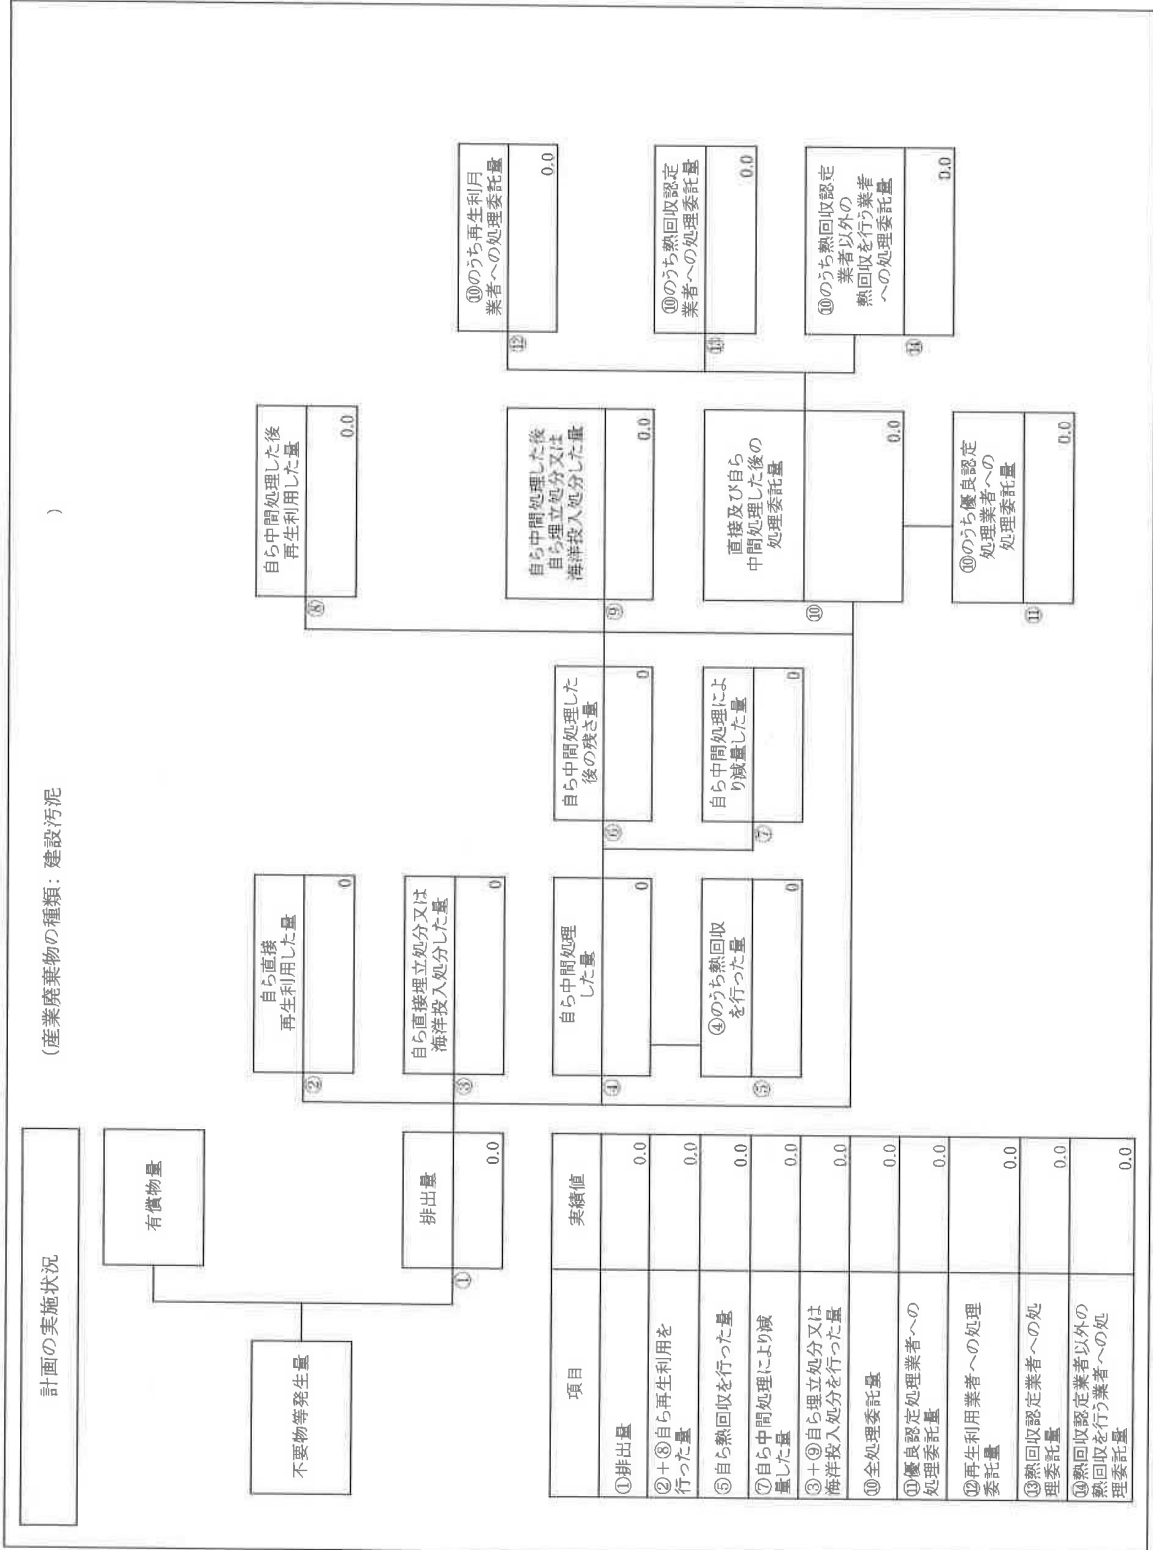 計画の実施状況
(産業廃棄物の種類: 建設汚泥
)
不要物等発生量
有償物量
①
排出量
0.0
②
自ら直接
再生利用した量
0
③
自ら直接埋立処分又は
海洋投入処分した量
0
④
自ら中間処理
した量
0
⑤
④のうち熱回収
を行った量
0
⑥
自ら中間処理した
後の残さ量
0
⑦
自ら中間処理によ
り減量した量
0
⑧
自ら中間処理した後
再生利用した量
0.0
⑨
自ら中間処理した後
自ら埋立処分又は
海洋投入処分した量
0.0
⑩
直接及び自ら
中間処理した後の
処理委託量
0.0
⑪
⑩のうち優良認定
処理業者への
処理委託量
0.0
⑫
⑩のうち再生利用
業者への処理委託量
0.0
⑬
⑩のうち熱回収認定
業者への処理委託量
0.0
⑭
⑩のうち熱回収認定
業者以外の
熱回収を行う業者
への処理委託量
0.0
項目 実績値
①排出量 0.0
②+⑧自ら再生利用を
行った量 0.0
⑤自ら熱回収を行った量 0.0
⑦自ら中間処理により減
量した量 0.0
③+⑨自ら埋立処分又は
海洋投入処分を行った量 0.0
⑩全処理委託量 0.0
⑪優良認定処理業者への
処理委託量 0.0
⑫再生利用業者への処理
委託量 0.0
⑬熱回収認定業者への処
理委託量 0.0
⑭熱回収認定業者以外の
熱回収を行う業者への処
理委託量 0.0